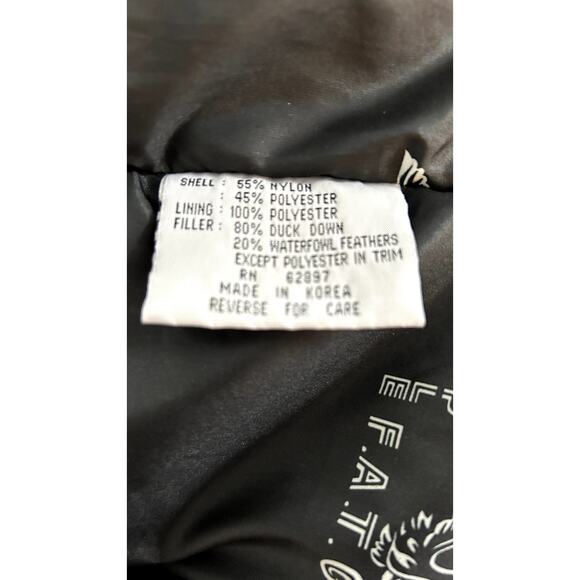 SHELL : 55% NYLON
: 45% POLYESTER
LINING : 100% POLYESTER
FILLER : 80% DUCK DOWN
20% WATERFOWL FEATHERS
EXCEPT POLYESTER IN TRIM
RN 62897
MADE IN KOREA
REVERSE FOR CARE
P
EL
F.A.T.G